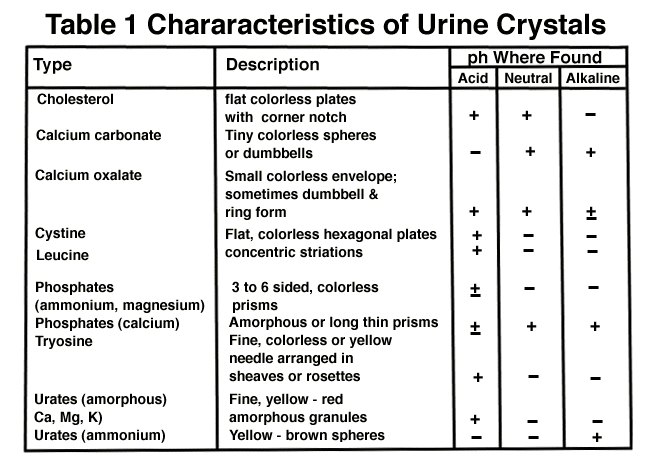 Table 1 Chararacteristics of Urine Crystals
Type Description ph Where Found
Acid Neutral Alkaline
Cholesterol flat colorless plates
with corner notch + + −
Calcium carbonate Tiny colorless spheres
or dumbbells − + +
Calcium oxalate Small colorless envelope;
sometimes dumbbell &
ring form + + ±
Cystine Flat, colorless hexagonal plates + − −
Leucine concentric striations + − −
Phosphates 3 to 6 sided, colorless ± − −
(ammonium, magnesium) prisms
Phosphates (calcium) Amorphous or long thin prisms ± + +
Tryosine Fine, colorless or yellow
needle arranged in
sheaves or rosettes + − −
Urates (amorphous) Fine, yellow - red
Ca, Mg, K) amorphous granules + − −
Urates (ammonium) Yellow - brown spheres − − +